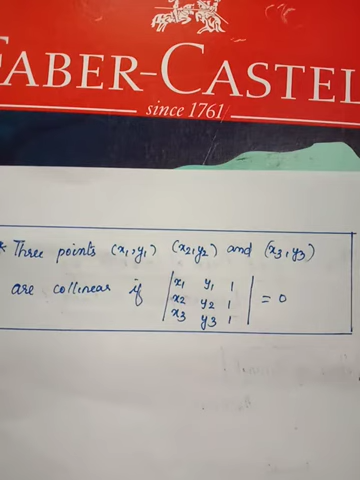 FABER-CASTEL
since 1761
* Three points (x₁,y₁) (x₂,y₂) and (x₃,y₃)
are collinear if | x₁ y₁ 1 |
| x₂ y₂ 1 | = 0
| x₃ y₃ 1 |